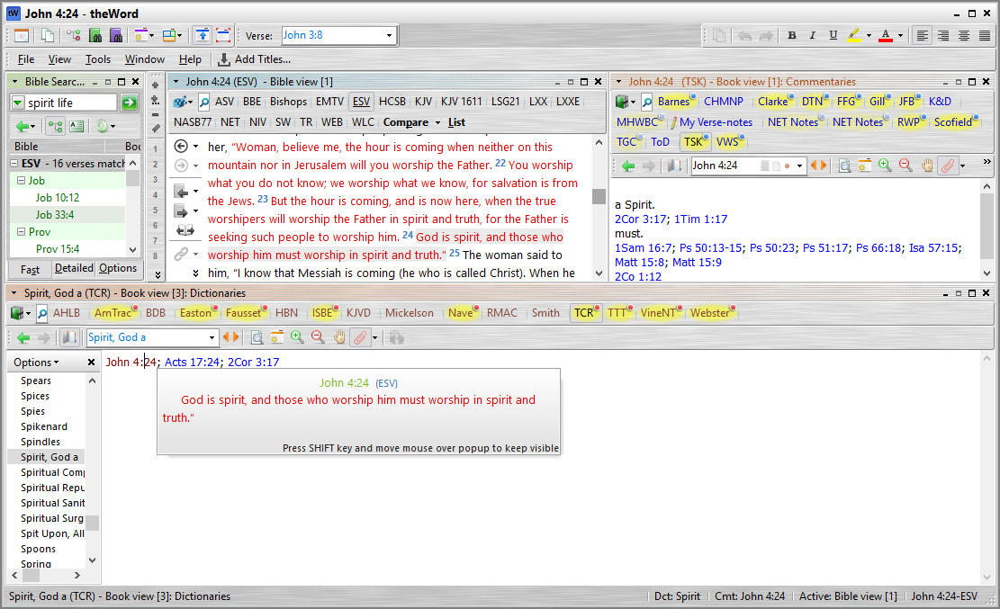 tW John 4:24 - theWord
Verse: John 3:8
B I U A
File View Tools Window Help Add Titles...
Bible Searc...
spirit life
Bible Boo
ESV - 16 verses match
Job
Job 10:12
Job 33:4
Prov
Prov 15:4
Fast Detailed Options
1
2
3
4
5
6
7
8
John 4:24 (ESV) - Bible view [1]
ASV BBE Bishops EMTV ESV HCSB KJV KJV 1611 LSG21 LXX LXXE
NASB77 NET NIV SW TR WEB WLC Compare List
her, “Woman, believe me, the hour is coming when neither on this
mountain nor in Jerusalem will you worship the Father. 22 You worship
what you do not know; we worship what we know, for salvation is from
the Jews. 23 But the hour is coming, and is now here, when the true
worshipers will worship the Father in spirit and truth, for the Father is
seeking such people to worship him. 24 God is spirit, and those who
worship him must worship in spirit and truth.” 25 The woman said to
him, “I know that Messiah is coming (he who is called Christ). When he
John 4:24 (TSK) - Book view [1]: Commentaries
Barnes CHMNP Clarke DTN FFG Gill JFB K&D
MHWBC My Verse-notes NET Notes NET Notes RWP Scofield
TGC ToD TSK VWS
John 4:24
a Spirit.
2Cor 3:17; 1Tim 1:17
must.
1Sam 16:7; Ps 50:13-15; Ps 50:23; Ps 51:17; Ps 66:18; Isa 57:15;
Matt 15:8; Matt 15:9
2Co 1:12
Spirit, God a (TCR) - Book view [3]: Dictionaries
AHLB AmTrac BDB Easton Fausset HBN ISBE KJVD Mickelson Nave RMAC Smith TCR TTT VineNT Webster
Spirit, God a
Options
Spears
Spices
Spies
Spikenard
Spindles
Spirit, God a
Spiritual Comp
Spiritual Repu
Spiritual Sanit
Spiritual Surg
Spit Upon, All
Spoons
Spring
John 4:24; Acts 17:24; 2Cor 3:17
John 4:24 (ESV)
God is spirit, and those who worship him must worship in spirit and
truth.”
Press SHIFT key and move mouse over popup to keep visible
Spirit, God a (TCR) - Book view [3]: Dictionaries
Dct: Spirit Cmt: John 4:24 Active: Bible view [1] John 4:24-ESV